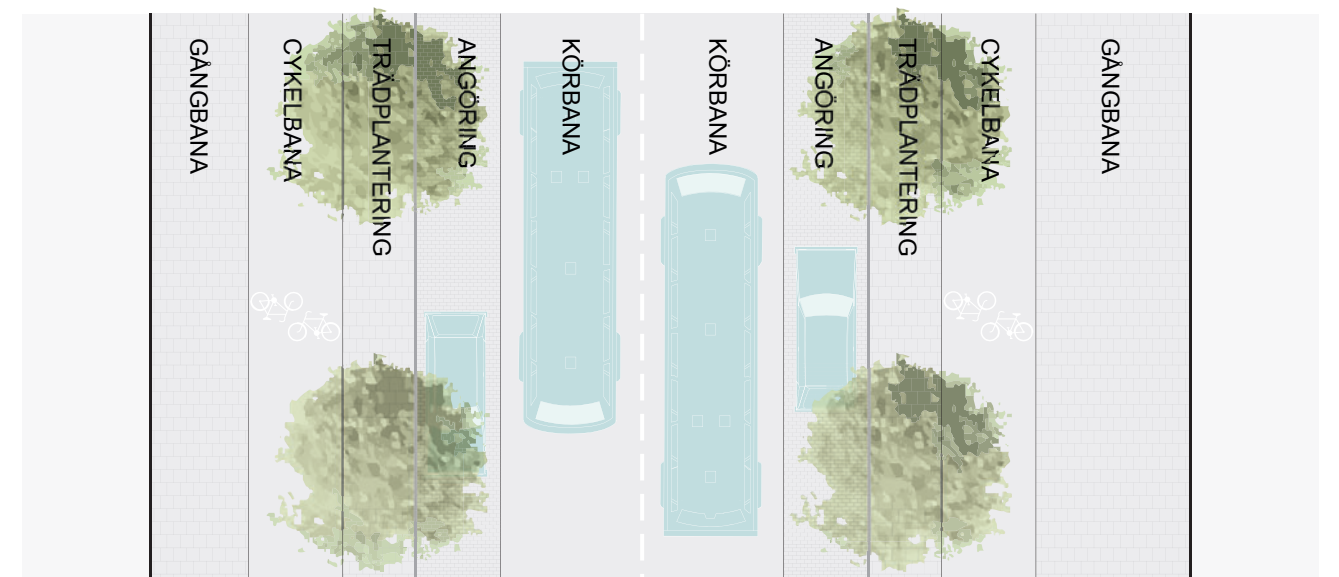 GÅNGBANA
CYKELBANA
TRÄDPLANTERING
ANGÖRING
KÖRBANA
KÖRBANA
ANGÖRING
TRÄDPLANTERING
CYKELBANA
GÅNGBANA